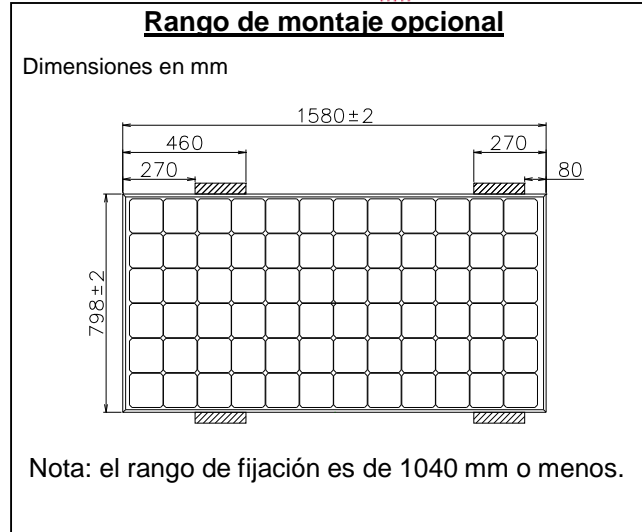 Rango de montaje opcional
Dimensiones en mm
1580±2
460
270
270
80
798±2
Nota: el rango de fijación es de 1040 mm o menos.